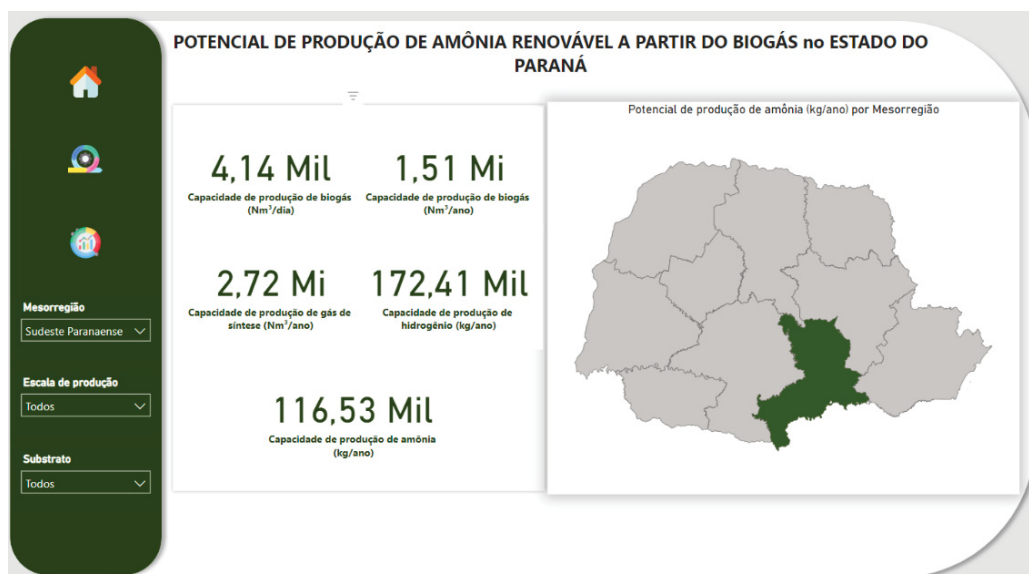 POTENCIAL DE PRODUÇÃO DE AMÔNIA RENOVÁVEL A PARTIR DO BIOGÁS no ESTADO DO
PARANÁ
Mesorregião
Sudeste Paranaense
Escala de produção
Todos
Substrato
Todos
4,14 Mil
Capacidade de produção de biogás
(Nm³/dia)
1,51 Mi
Capacidade de produção de biogás
(Nm³/ano)
2,72 Mi
Capacidade de produção de gás de
síntese (Nm³/ano)
172,41 Mil
Capacidade de produção de
hidrogênio (kg/ano)
116,53 Mil
Capacidade de produção de amônia
(kg/ano)
Potencial de produção de amônia (kg/ano) por Mesorregião